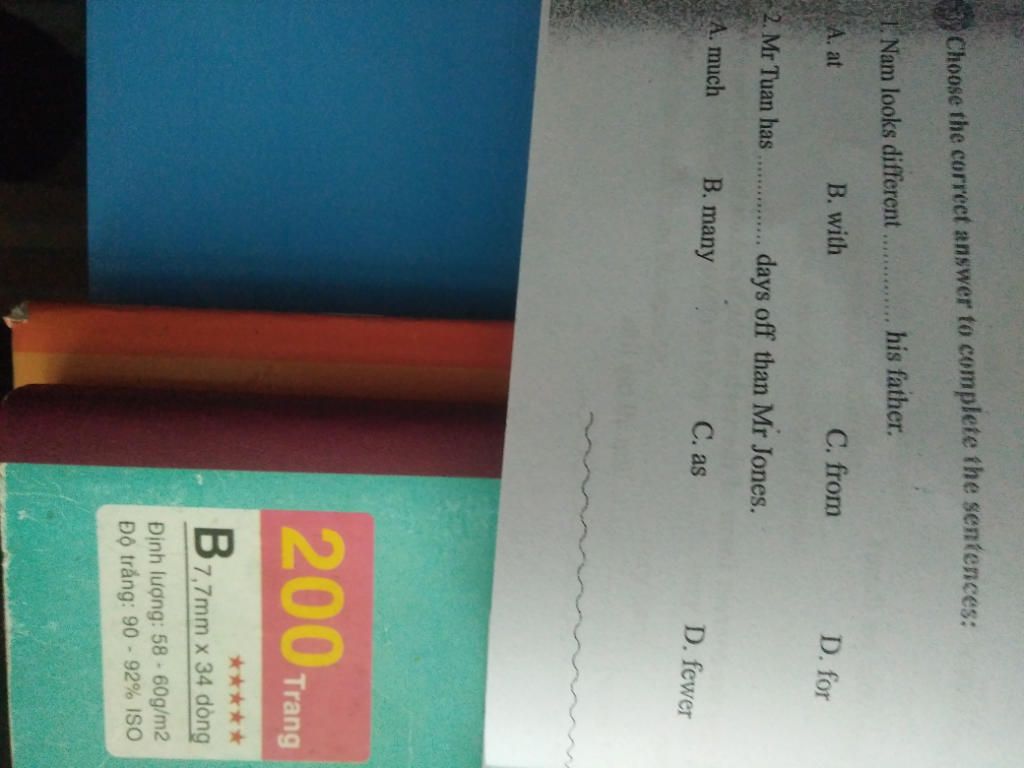 Choose the correct answer to complete the sentences:
1. Nam looks different .............. his father.
A. at B. with C. from D. for
2. Mr Tuan has ............... days off than Mr Jones.
A. much B. many C. as D. fewer
200 Trang
★★★★★
B 7,7mm x 34 dòng
Định lượng: 58 - 60g/m2
Độ trắng: 90 - 92% ISO